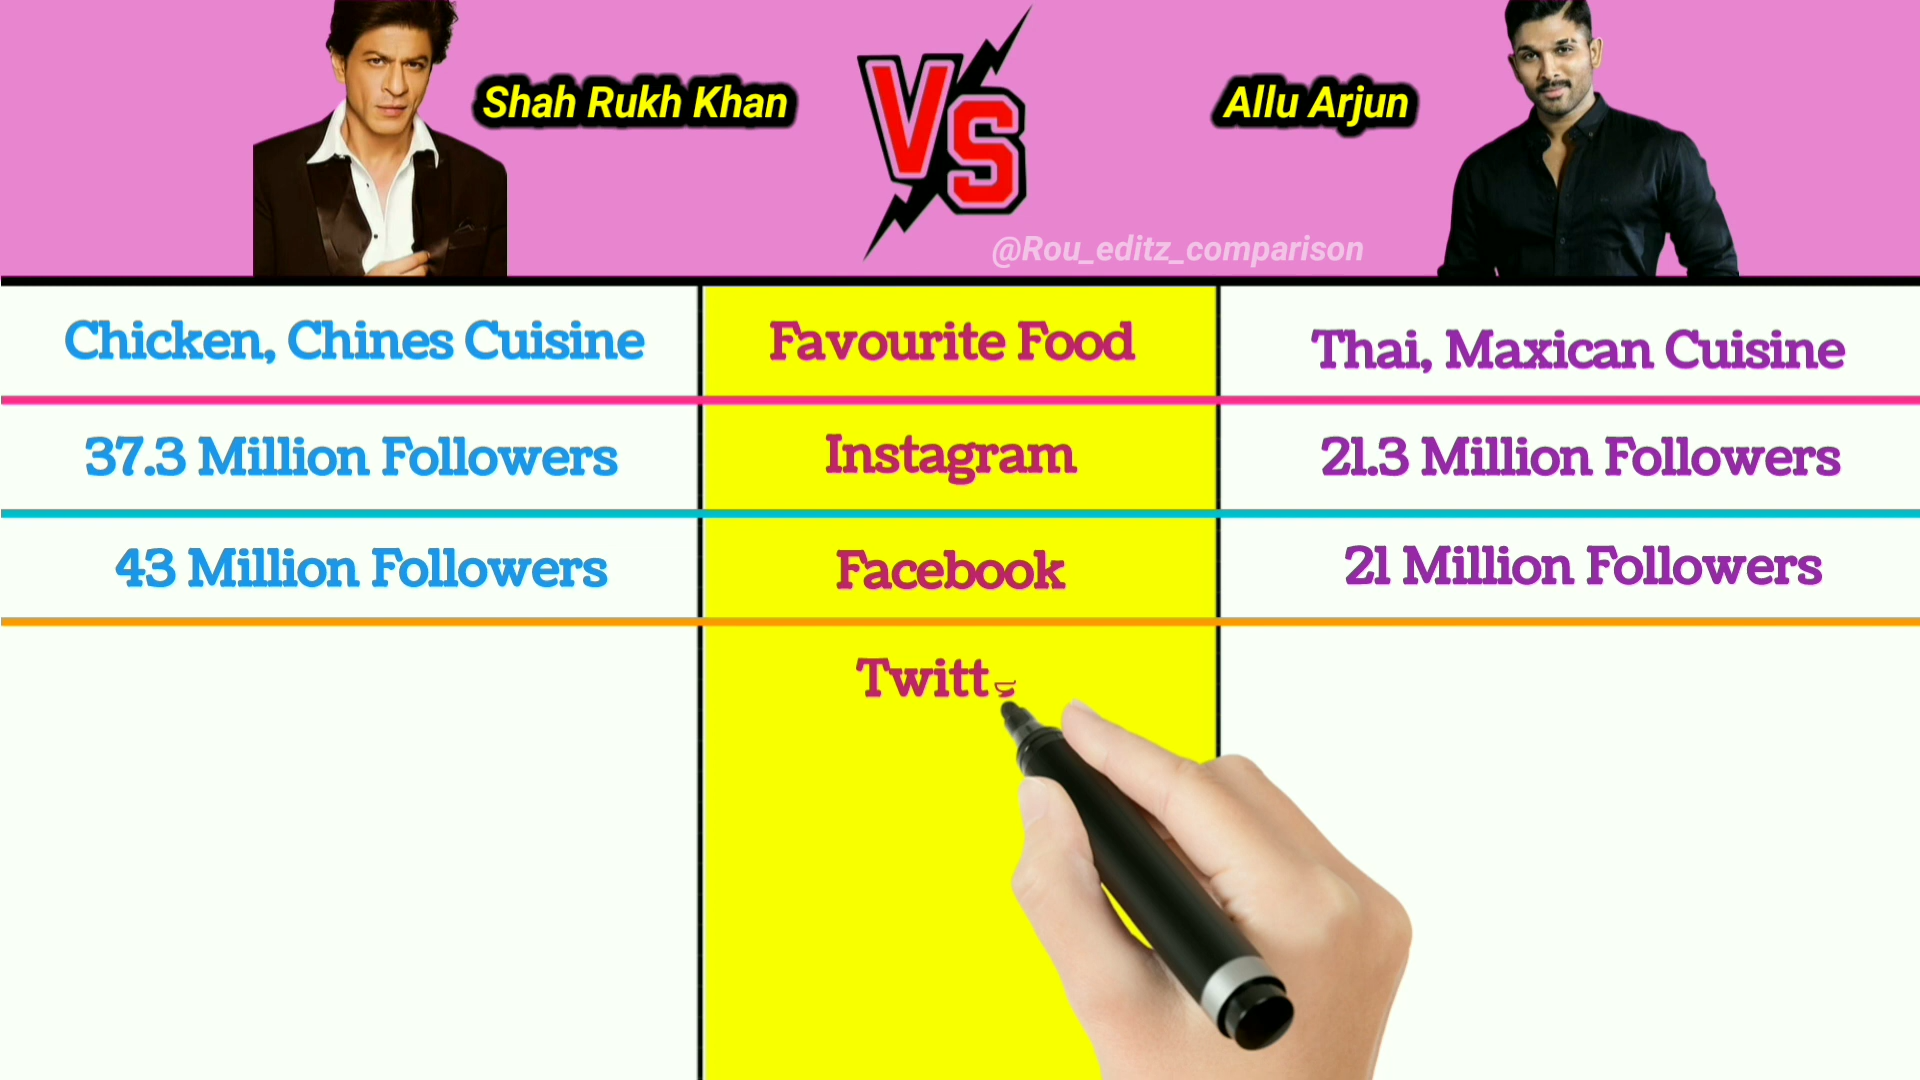 Shah Rukh Khan
VS
Allu Arjun
@Rou_editz_comparison
Chicken, Chines Cuisine
Favourite Food
Thai, Maxican Cuisine
37.3 Million Followers
Instagram
21.3 Million Followers
43 Million Followers
Facebook
21 Million Followers
Twitt